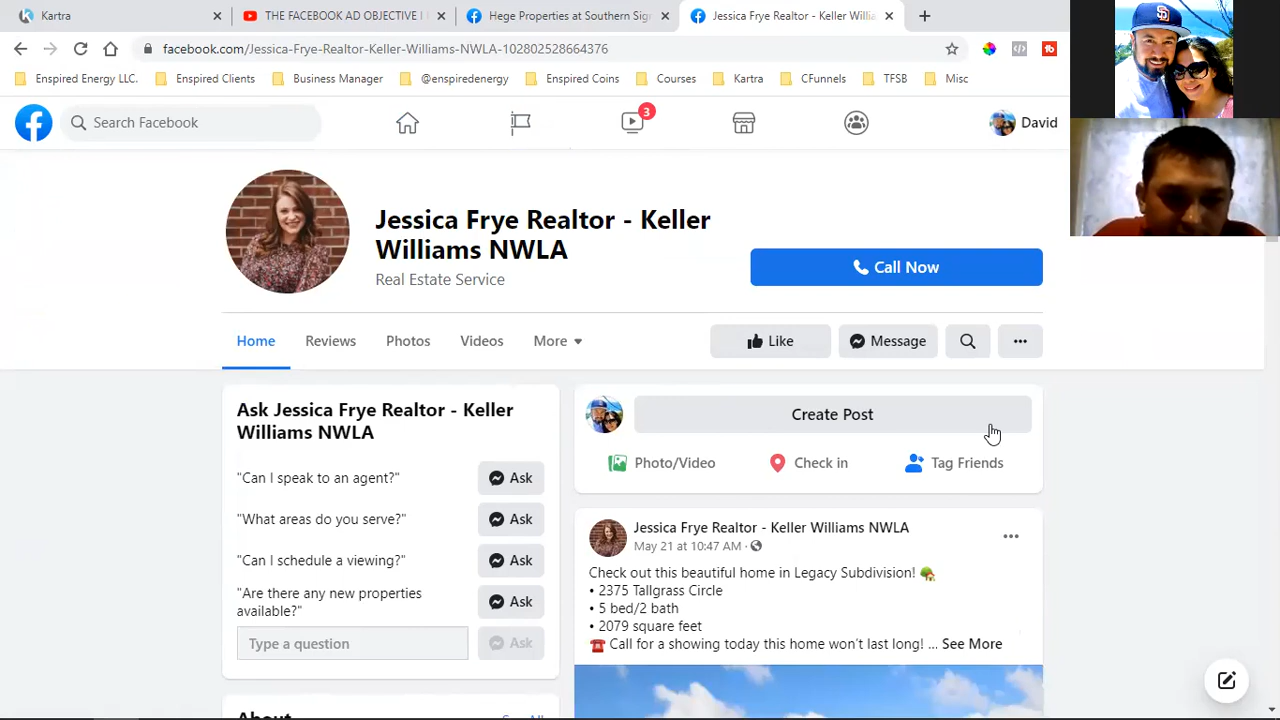 Kartra
THE FACEBOOK AD OBJECTIVE I
Hege Properties at Southern Sign
Jessica Frye Realtor - Keller Willia
facebook.com/Jessica-Frye-Realtor-Keller-Williams-NWLA-102802528664376
Enspired Energy LLC.
Enspired Clients
Business Manager
@enspiredenergy
Enspired Coins
Courses
Kartra
CFunnels
TFSB
Misc
Search Facebook
3
David
Jessica Frye Realtor - Keller
Williams NWLA
Real Estate Service
Call Now
Home
Reviews
Photos
Videos
More
Like
Message
Ask Jessica Frye Realtor - Keller
Williams NWLA
"Can I speak to an agent?"
Ask
"What areas do you serve?"
Ask
"Can I schedule a viewing?"
Ask
"Are there any new properties
available?"
Ask
Type a question
Ask
Create Post
Photo/Video
Check in
Tag Friends
Jessica Frye Realtor - Keller Williams NWLA
May 21 at 10:47 AM ·
Check out this beautiful home in Legacy Subdivision! 🏡
• 2375 Tallgrass Circle
• 5 bed/2 bath
• 2079 square feet
☎️ Call for a showing today this home won't last long! ... See More
About
See All